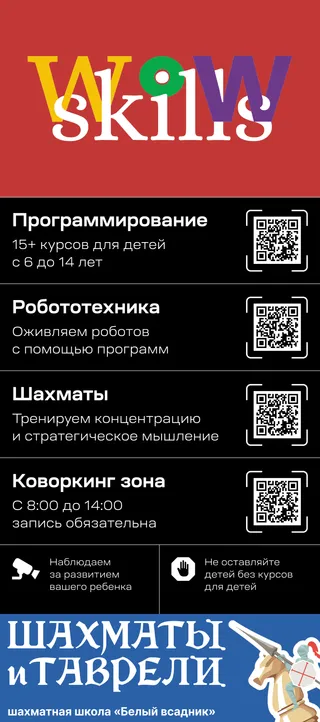 WOW
skills
Программирование
15+ курсов для детей
с 6 до 14 лет
Робототехника
Оживляем роботов
с помощью программ
Шахматы
Тренируем концентрацию
и стратегическое мышление
Коворкинг зона
С 8:00 до 14:00
запись обязательна
Наблюдаем
за развитием
вашего ребенка
Не оставляйте
детей без курсов
для детей
ШАХМАТЫ
и ТАВРЕЛИ
шахматная школа «Белый всадник»